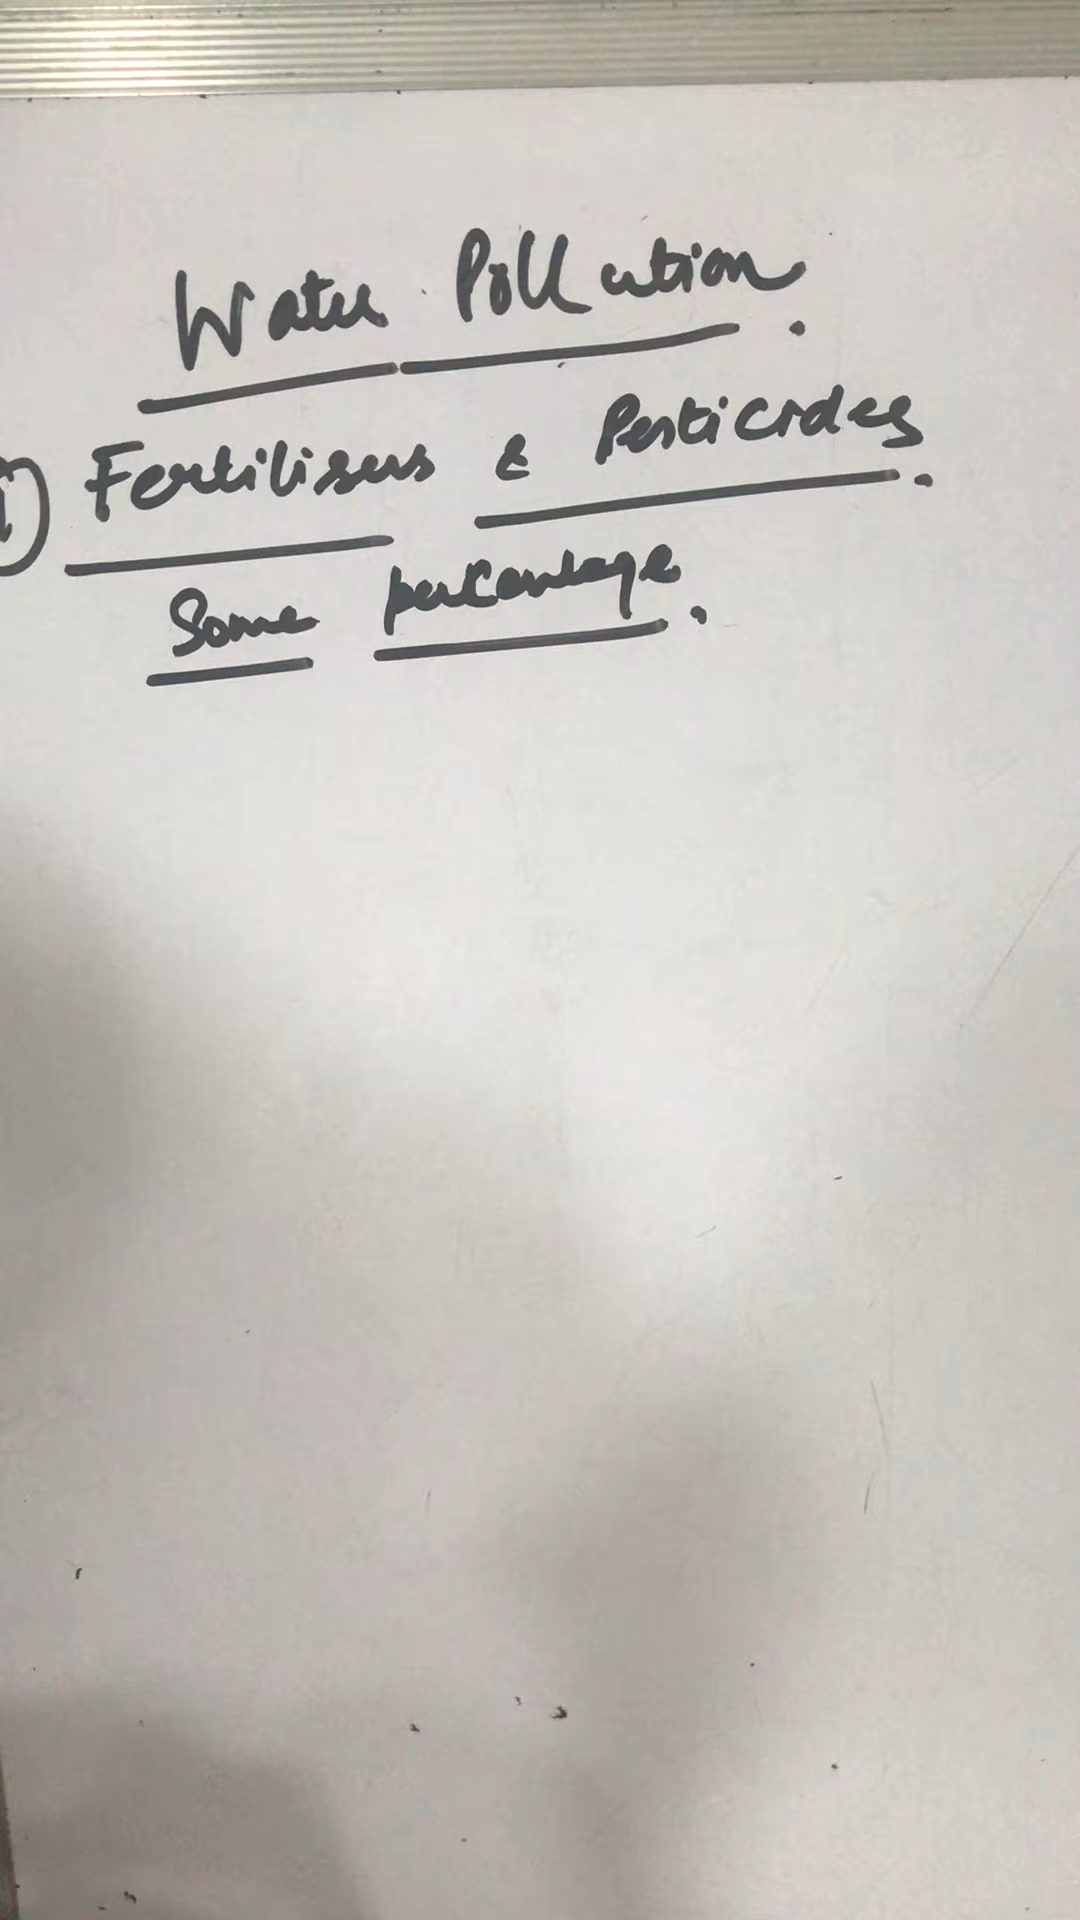 Water Pollution.
1) Fertilisers & Pesticides.
Some percentage.